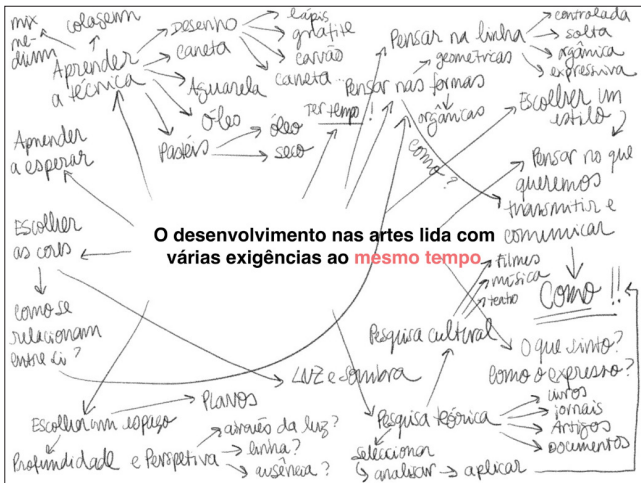 mix
me-
dium
colagem
Aprender
a técnica
Desenho
lápis
grafite
carvão
caneta...
caneta
Aguarela
Óleo
Pastéis
óleo
seco
Ter tempo!
Pensar na linha
controlada
solta
orgânica
expressiva
Pensar nas formas
geométricas
orgânicas
Como?
Escolher um
estilo
Pensar no que
queremos
transmitir e
comunicar
Como!!
Aprender
a esperar
Escolher
as cores
Como se
relacionam
entre si?
O desenvolvimento nas artes lida com
várias exigências ao mesmo tempo
Filmes
música
teatro
Pesquisa cultural
O que sinto?
Como o expresso?
Luz e sombra
Planos
Escolher um espaço
Profundidade e Perspetiva
através da luz?
linha?
ausência?
Pesquisa teórica
livros
jornais
Artigos
Documentos
seleccionar
analisar → aplicar